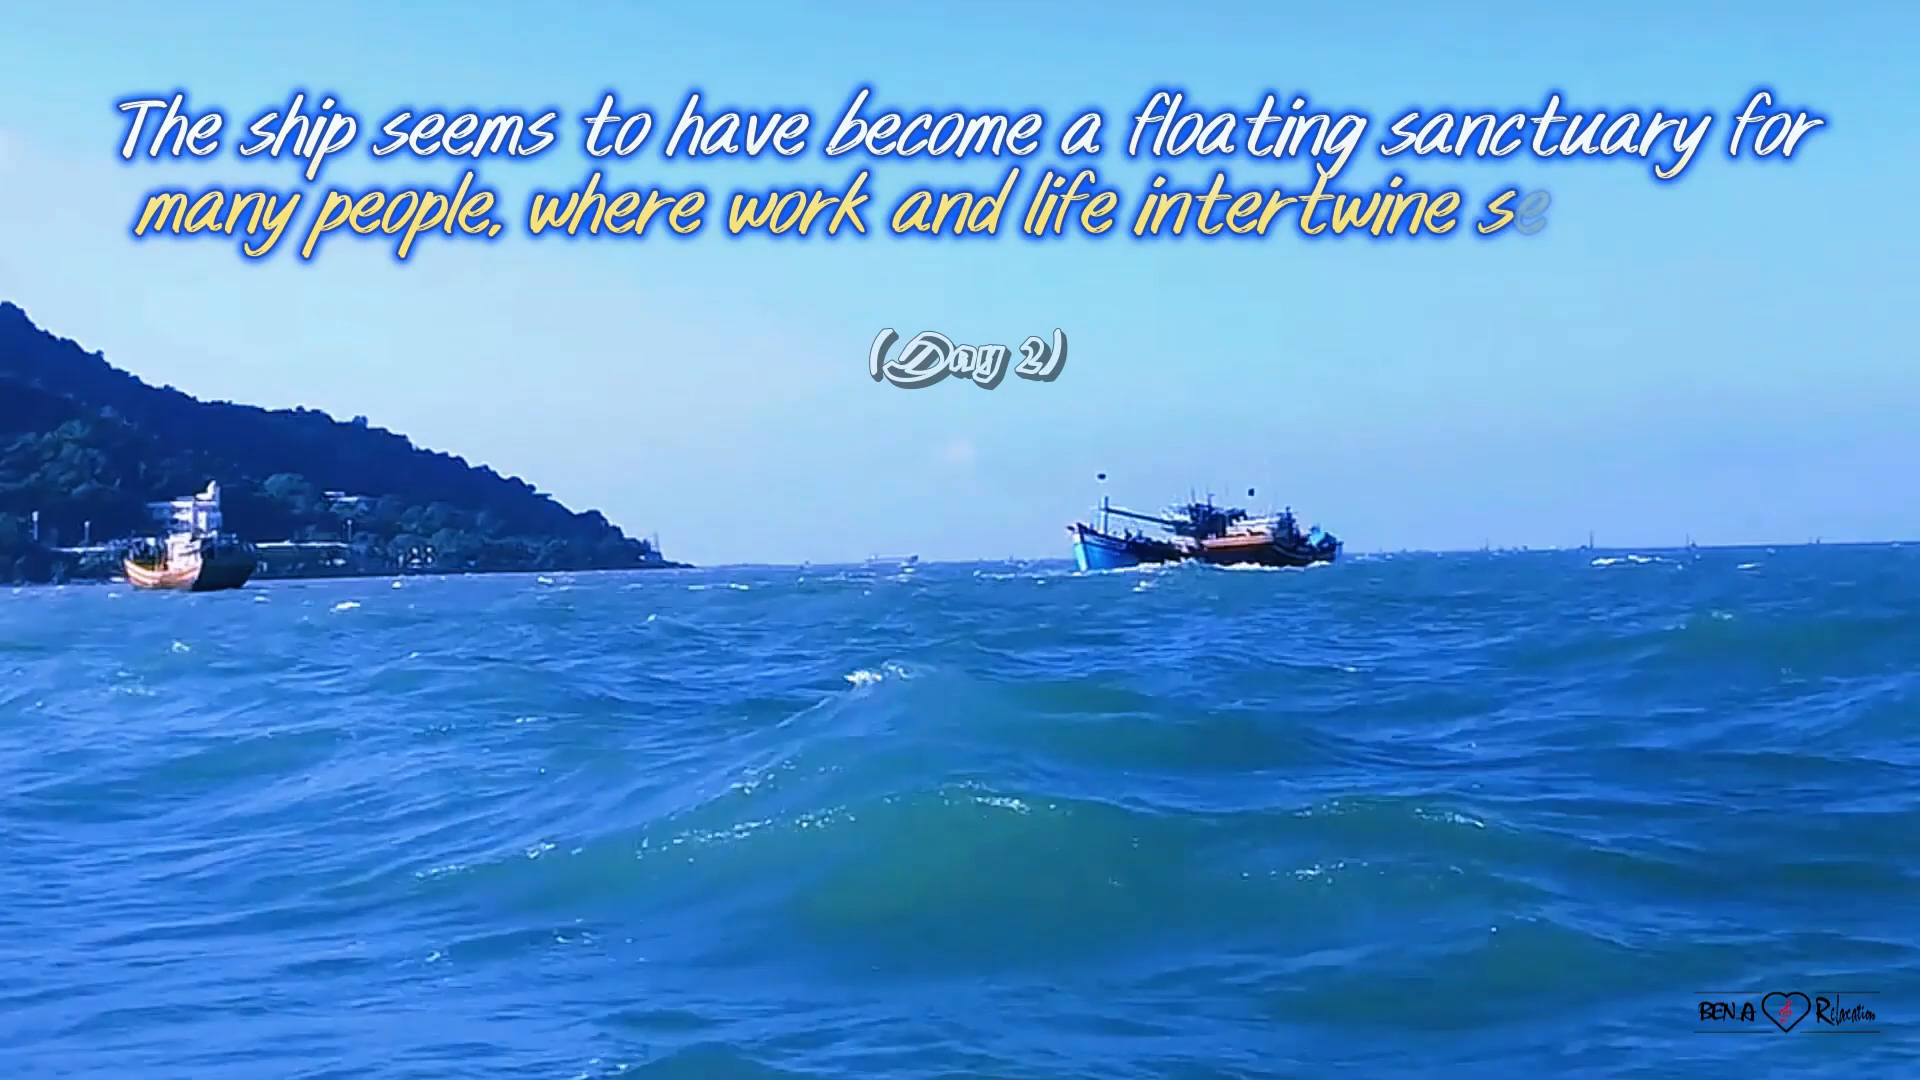 The ship seems to have become a floating sanctuary for
many people, where work and life intertwine se
(Day 2)
BEN A Relaxation